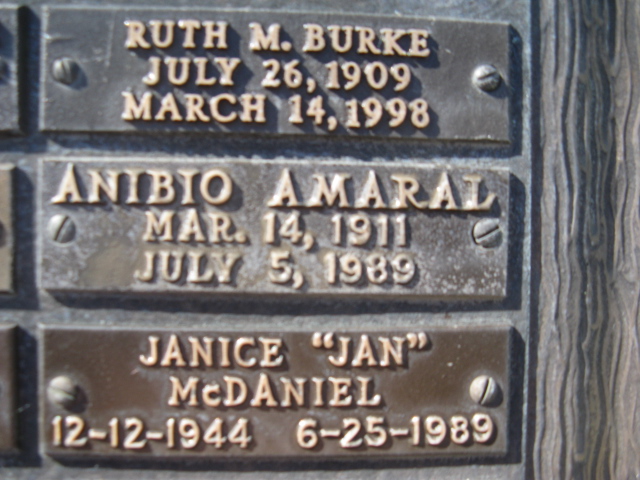 RUTH M. BURKE
JULY 26, 1909
MARCH 14, 1998
ANIBIO AMARAL
MAR. 14, 1911
JULY 5, 1989
JANICE "JAN"
McDANIEL
12-12-1944 6-25-1989